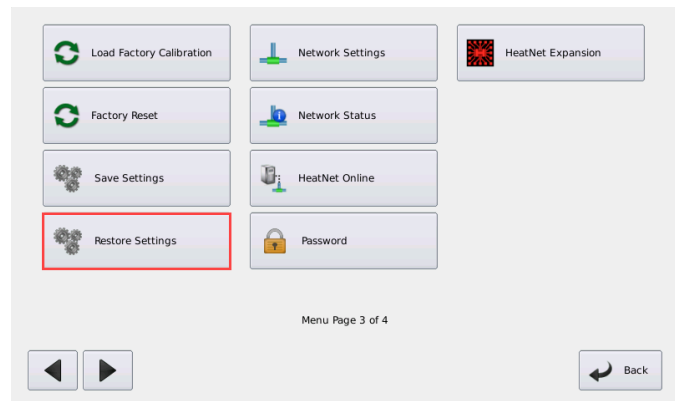 Load Factory Calibration
Network Settings
HeatNet Expansion
Factory Reset
Network Status
Save Settings
HeatNet Online
Restore Settings
Password
Menu Page 3 of 4
Back